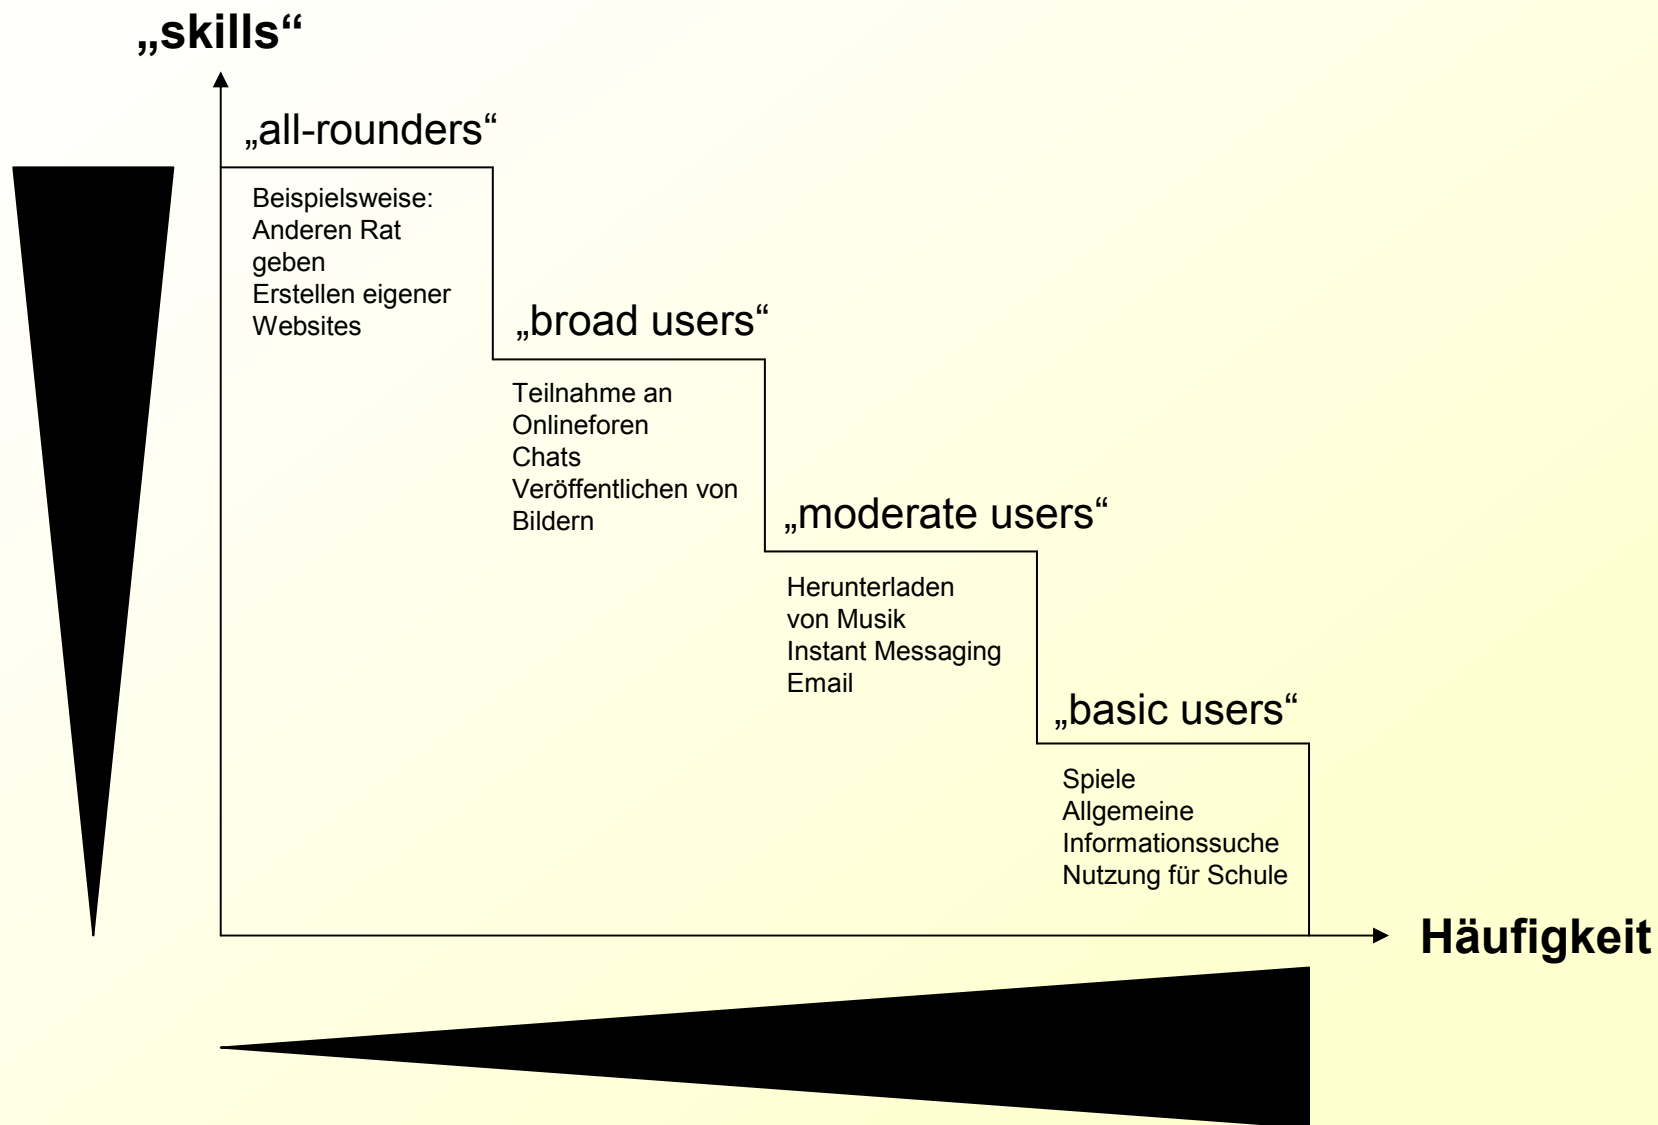 „skills“
„all-rounders“
Beispielsweise:
Anderen Rat
geben
Erstellen eigener
Websites
„broad users“
Teilnahme an
Onlineforen
Chats
Veröffentlichen von
Bildern
„moderate users“
Herunterladen
von Musik
Instant Messaging
Email
„basic users“
Spiele
Allgemeine
Informationssuche
Nutzung für Schule
Häufigkeit